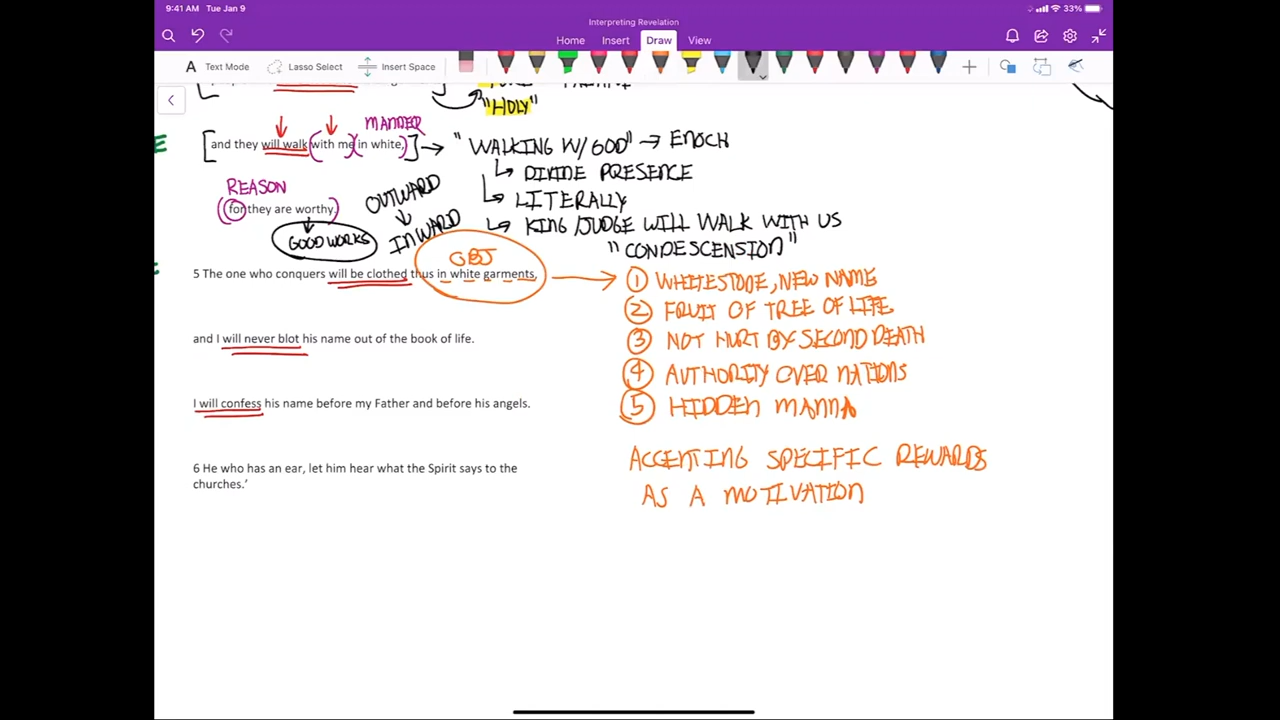 9:41 AM Tue Jan 9
33%
Interpreting Revelation
Home Insert Draw View
A Text Mode Lasso Select Insert Space
"HOLY"
MANNER
[and they will walk (with me)(in white,)] → "WALKING W/ GOD" → ENOCH
DIVINE PRESENCE
REASON
LITERALLY
(for they are worthy.)
OUTWARD
KING/JUDGE WILL WALK WITH US
GOOD WORKS
INWARD
"CONDESCENSION"
OBJ
5 The one who conquers will be clothed thus in white garments,
① WHITESTONE, NEW NAME
② FRUIT OF TREE OF LIFE
③ NOT HURT BY SECOND DEATH
and I will never blot his name out of the book of life.
④ AUTHORITY OVER NATIONS
I will confess his name before my Father and before his angels.
⑤ HIDDEN MANNA
ACCENTING SPECIFIC REWARDS
AS A MOTIVATION
6 He who has an ear, let him hear what the Spirit says to the
churches.'